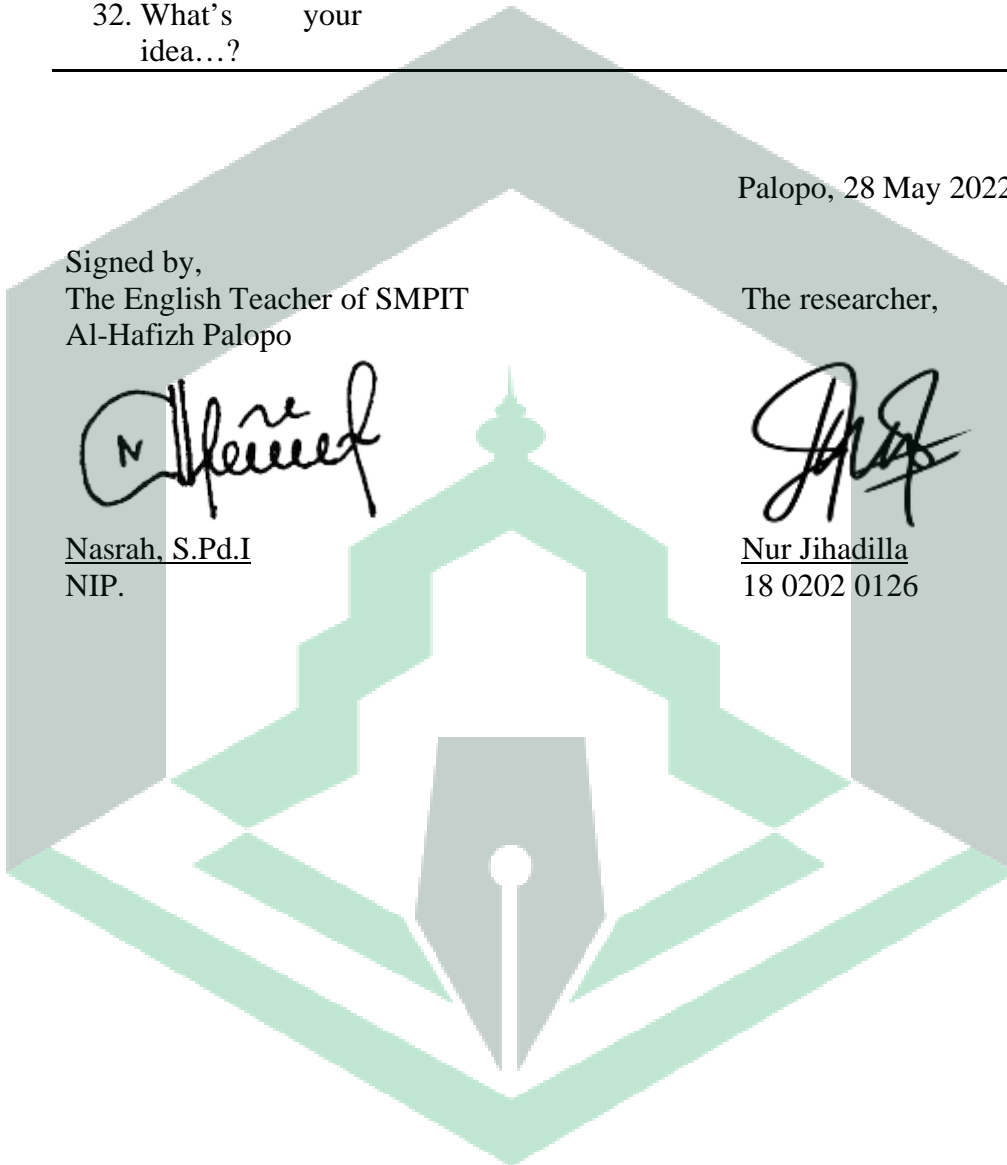 32. What's your
idea…?
Palopo, 28 May 2022
Signed by,
The English Teacher of SMPIT
Al-Hafizh Palopo
The researcher,
N
Nasrah, S.Pd.I
NIP.
Nur Jihadilla
18 0202 0126